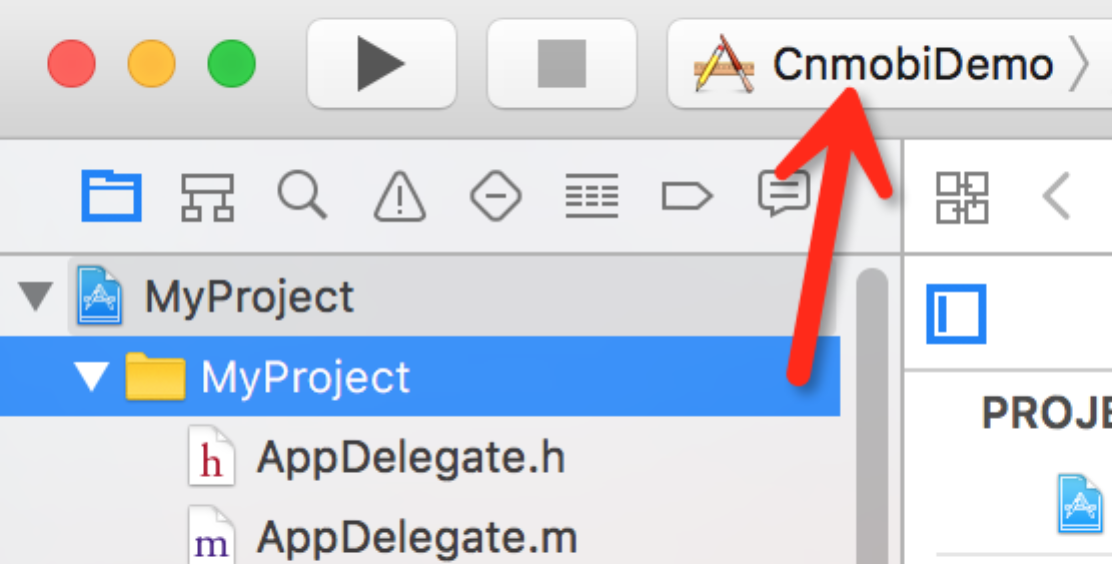 CnmobiDemo
MyProject
MyProject
PROJE
AppDelegate.h
AppDelegate.m